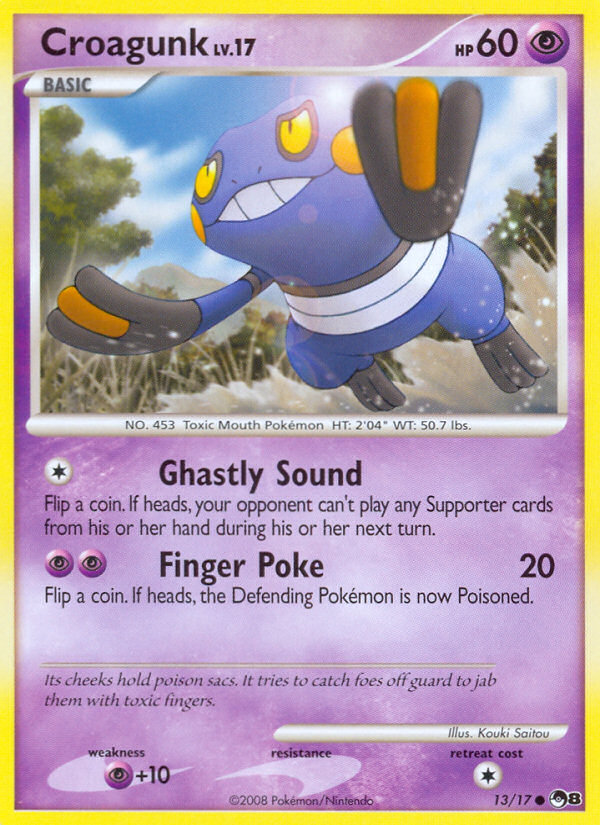 Croagunk LV.17 HP 60
BASIC
NO. 453 Toxic Mouth Pokémon HT: 2'04" WT: 50.7 lbs.
Ghastly Sound
Flip a coin. If heads, your opponent can't play any Supporter cards
from his or her hand during his or her next turn.
Finger Poke 20
Flip a coin. If heads, the Defending Pokémon is now Poisoned.
Its cheeks hold poison sacs. It tries to catch foes off guard to jab
them with toxic fingers.
Illus. Kouki Saitou
weakness resistance retreat cost
+10
©2008 Pokémon/Nintendo 13/17 8